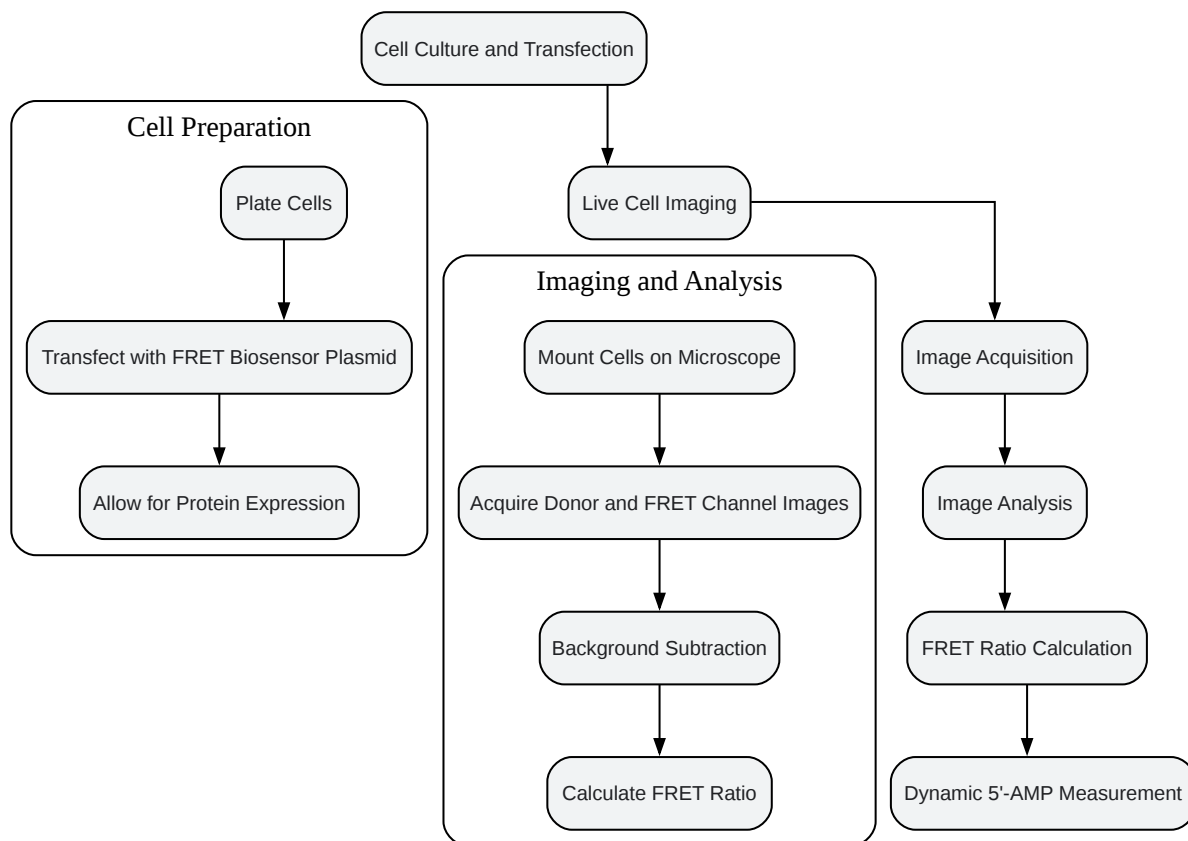 Cell Culture and Transfection
Cell Preparation
Plate Cells
Live Cell Imaging
Imaging and Analysis
Transfect with FRET Biosensor Plasmid
Mount Cells on Microscope
Image Acquisition
Allow for Protein Expression
Acquire Donor and FRET Channel Images
Image Analysis
Background Subtraction
FRET Ratio Calculation
Calculate FRET Ratio
Dynamic 5'-AMP Measurement